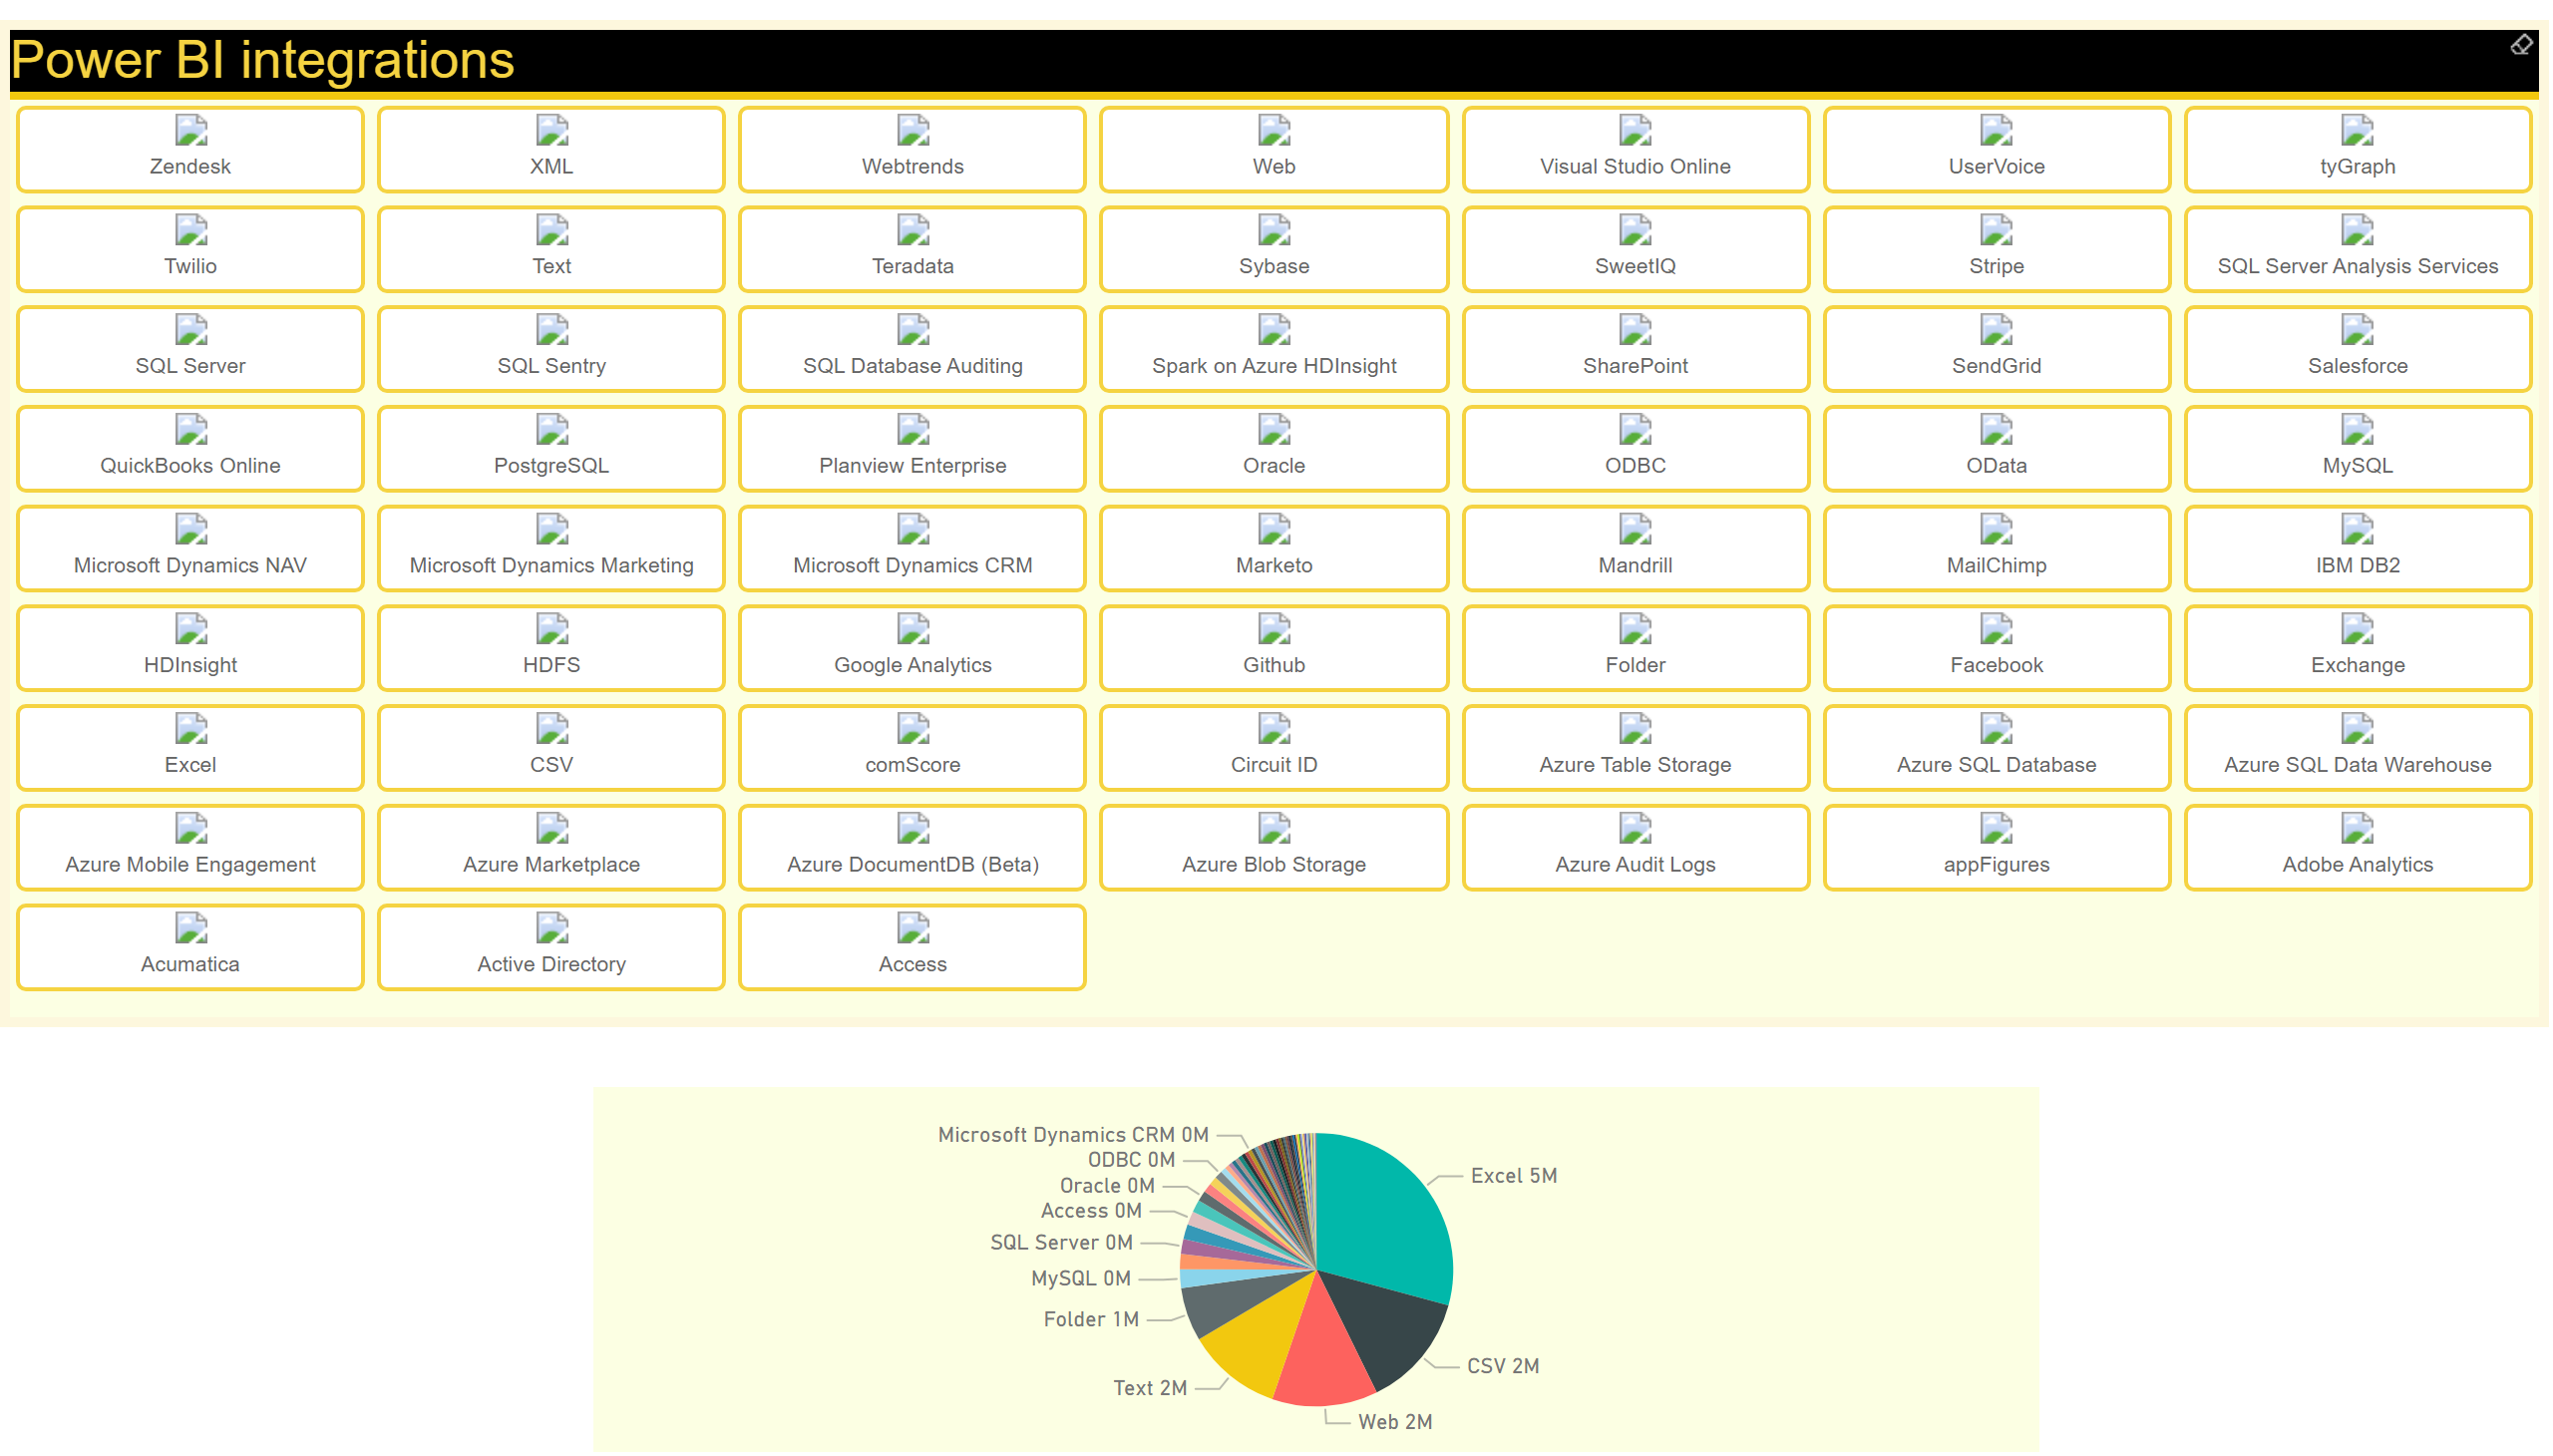 Power BI integrations
Zendesk
XML
Webtrends
Web
Visual Studio Online
UserVoice
tyGraph
Twilio
Text
Teradata
Sybase
SweetIQ
Stripe
SQL Server Analysis Services
SQL Server
SQL Sentry
SQL Database Auditing
Spark on Azure HDInsight
SharePoint
SendGrid
Salesforce
QuickBooks Online
PostgreSQL
Planview Enterprise
Oracle
ODBC
OData
MySQL
Microsoft Dynamics NAV
Microsoft Dynamics Marketing
Microsoft Dynamics CRM
Marketo
Mandrill
MailChimp
IBM DB2
HDInsight
HDFS
Google Analytics
Github
Folder
Facebook
Exchange
Excel
CSV
comScore
Circuit ID
Azure Table Storage
Azure SQL Database
Azure SQL Data Warehouse
Azure Mobile Engagement
Azure Marketplace
Azure DocumentDB (Beta)
Azure Blob Storage
Azure Audit Logs
appFigures
Adobe Analytics
Acumatica
Active Directory
Access
Microsoft Dynamics CRM 0M
ODBC 0M
Oracle 0M
Access 0M
SQL Server 0M
MySQL 0M
Folder 1M
Text 2M
Excel 5M
CSV 2M
Web 2M